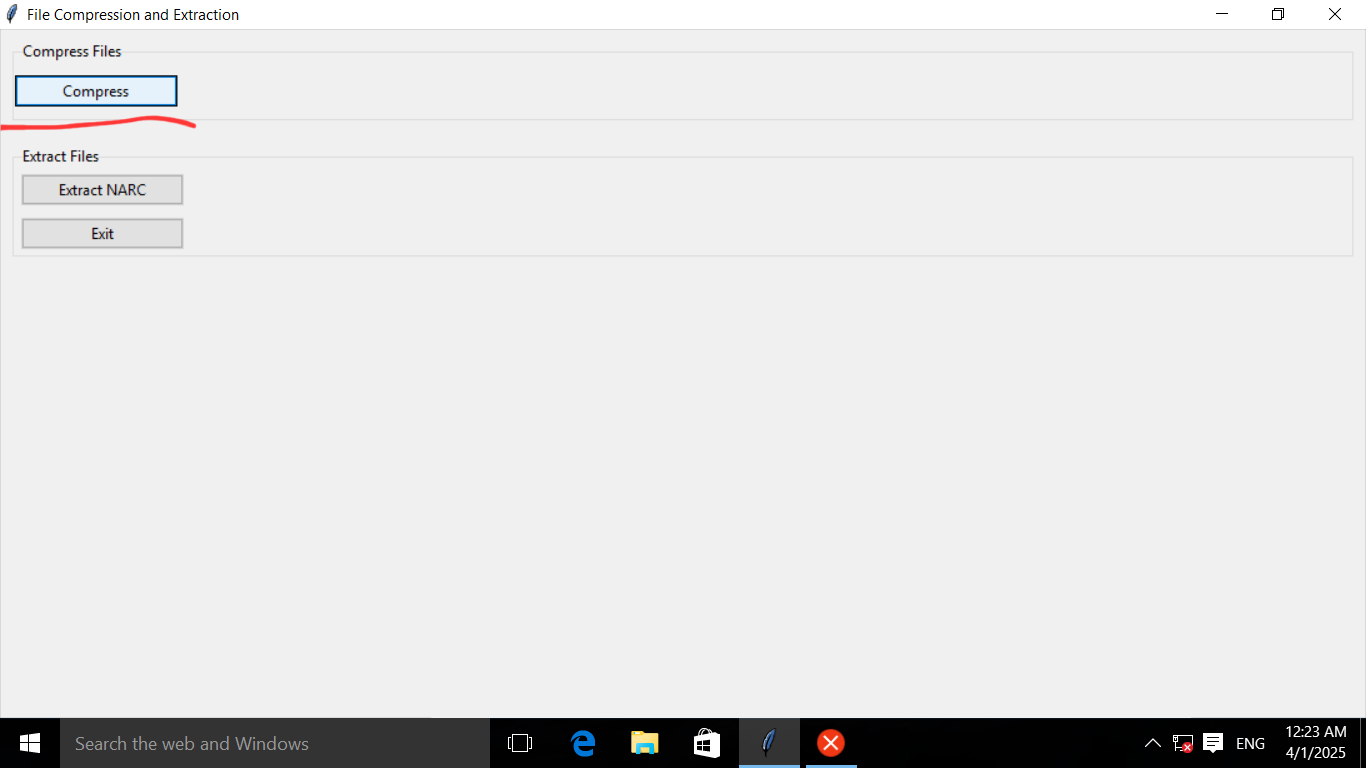 File Compression and Extraction
Compress Files
Compress
Extract Files
Extract NARC
Exit
Search the web and Windows
ENG
12:23 AM
4/1/2025